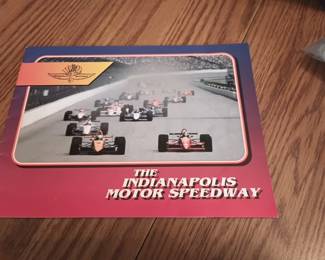 THE
INDIANAPOLIS
MOTOR SPEEDWAY